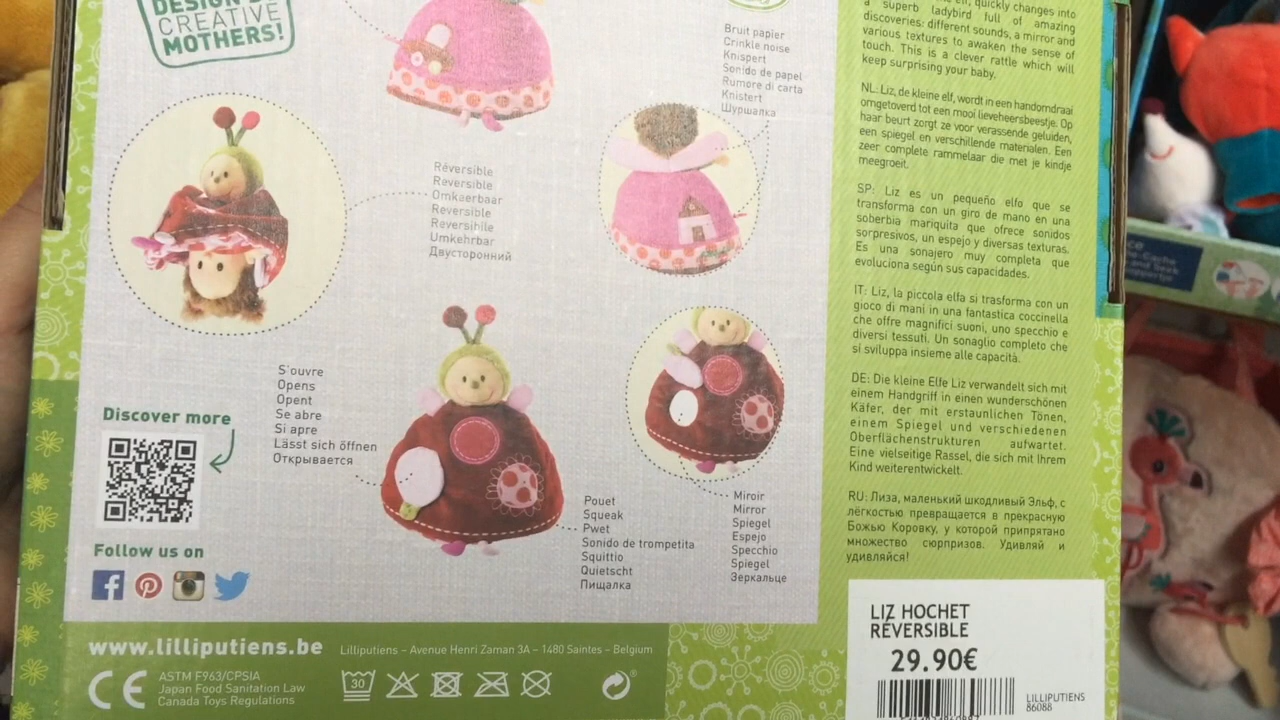 DESIGN BY
CREATIVE
MOTHERS!
Bruit papier
Crinkle noise
Knispert
Sonido de papel
Rumore di carta
Knistert
Шуршалка
Réversible
Reversible
Omkeerbaar
Reversible
Reversibile
Umkehrbar
Двусторонний
S'ouvre
Opens
Opent
Se abre
Si apre
Lässt sich öffnen
Открывается
Pouet
Squeak
Pwet
Sonido de trompetita
Squittio
Quietscht
Пищалка
Miroir
Mirror
Spiegel
Espejo
Specchio
Spiegel
Зеркальце
Discover more
Follow us on
www.lilliputiens.be
Lilliputiens – Avenue Henri Zaman 3A – 1480 Saintes – Belgium
CE
ASTM F963/CPSIA
Japan Food Sanitation Law
Canada Toys Regulations
30
elf, quickly changes into
a superb ladybird full of amazing
discoveries: different sounds, a mirror and
various textures to awaken the sense of
touch. This is a clever rattle which will
keep surprising your baby.
NL: Liz, de kleine elf, wordt in een handomdraai
omgetoverd tot een mooi lieveheersbeestje. Op
haar beurt zorgt ze voor verassende geluiden,
een spiegel en verschillende materialen. Een
zeer complete rammelaar die met je kindje
meegroeit.
SP: Liz es un pequeño elfo que se
transforma con un giro de mano en una
soberbia mariquita que ofrece sonidos
sorpresivos, un espejo y diversas texturas.
Es una sonajero muy completa que
evoluciona según sus capacidades.
IT: Liz, la piccola elfa si trasforma con un
gioco di mani in una fantastica coccinella
che offre magnifici suoni, uno specchio e
diversi tessuti. Un sonaglio completo che
si sviluppa insieme alle capacità.
DE: Die kleine Elfe Liz verwandelt sich mit
einem Handgriff in einen wunderschönen
Käfer, der mit erstaunlichen Tönen,
einem Spiegel und verschiedenen
Oberflächenstrukturen aufwartet.
Eine vielseitige Rassel, die sich mit Ihrem
Kind weiterentwickelt.
RU: Лиза, маленький шкодливый Эльф, с
лёгкостью превращается в прекрасную
Божью Коровку, у которой припрятано
множество сюрпризов. Удивляй и
удивляйся!
LIZ HOCHET
RÉVERSIBLE
29.90€
LILLIPUTIENS
86088